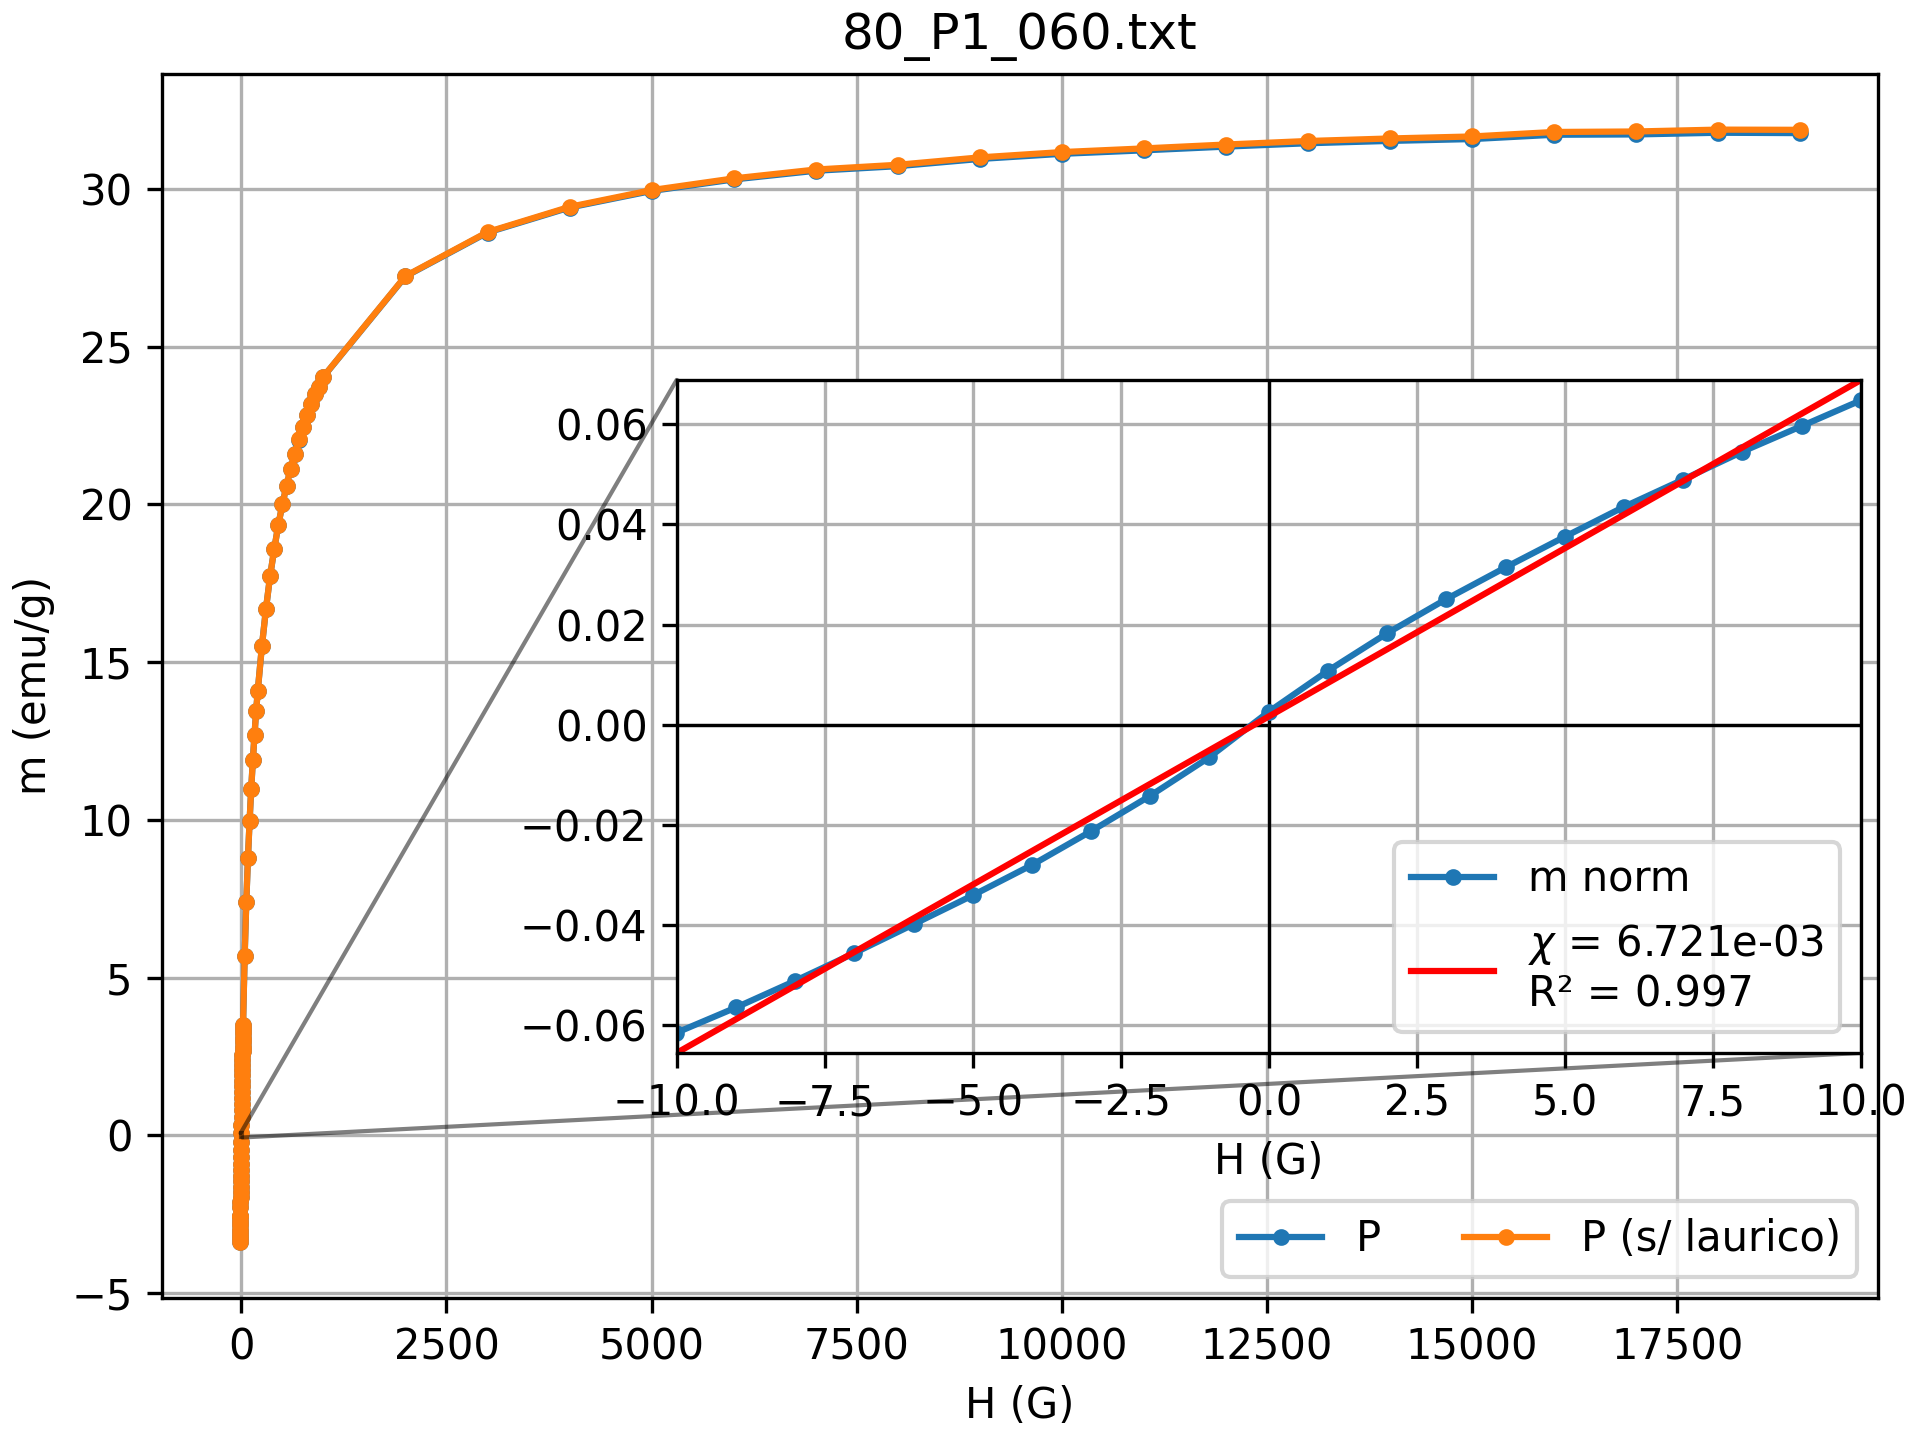 80_P1_060.txt
m (emu/g)
30
25
20
15
10
5
0
−5
0 2500 5000 7500 10000 12500 15000 17500
H (G)
0.06
0.04
0.02
0.00
−0.02
−0.04
−0.06
−10.0 −7.5 −5.0 −2.5 0.0 2.5 5.0 7.5 10.0
H (G)
m norm
χ = 6.721e-03
R² = 0.997
P P (s/ laurico)